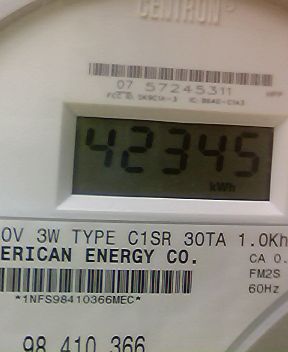 CENTRON
07 57245311
42345
kWh
0V 3W TYPE C1SR 30TA 1.0Kh
ERICAN ENERGY CO.
CA 0.
FM2S
60Hz
*1NFS98410366MEC*
98 410 366